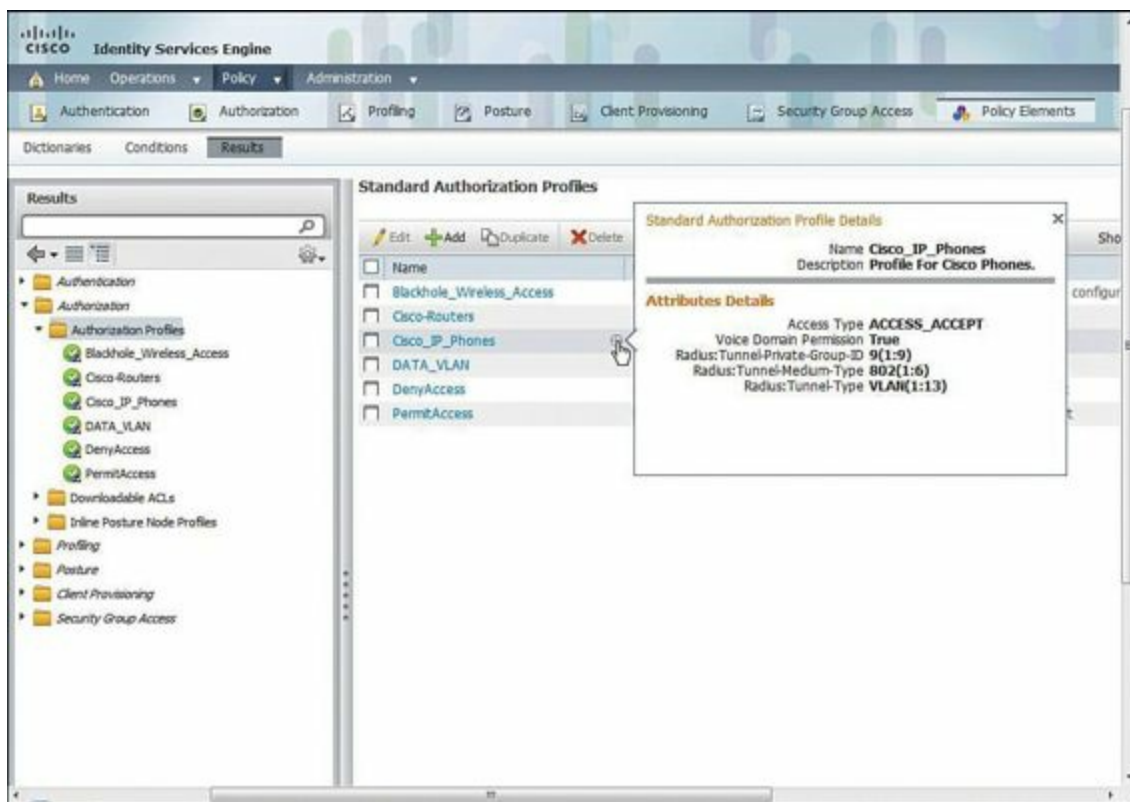 CISCO Identity Services Engine
Home Operations Policy Administration
Authentication Authorization Profiling Posture Client Provisioning Security Group Access Policy Elements
Dictionaries Conditions Results
Results
Authentication
Authorization
Authorization Profiles
Blackhole_Wireless_Access
Cisco-Routers
Cisco_IP_Phones
DATA_VLAN
DenyAccess
PermitAccess
Downloadable ACLs
Inline Posture Node Profiles
Profiling
Posture
Client Provisioning
Security Group Access
Standard Authorization Profiles
Edit Add Duplicate Delete Sho
Name
Blackhole_Wireless_Access configur
Cisco-Routers
Cisco_IP_Phones
DATA_VLAN
DenyAccess
PermitAccess
Standard Authorization Profile Details
Name Cisco_IP_Phones
Description Profile For Cisco Phones.
Attributes Details
Access Type ACCESS_ACCEPT
Voice Domain Permission True
Radius:Tunnel-Private-Group-ID 9(1:9)
Radius:Tunnel-Medium-Type 802(1:6)
Radius:Tunnel-Type VLAN(1:13)